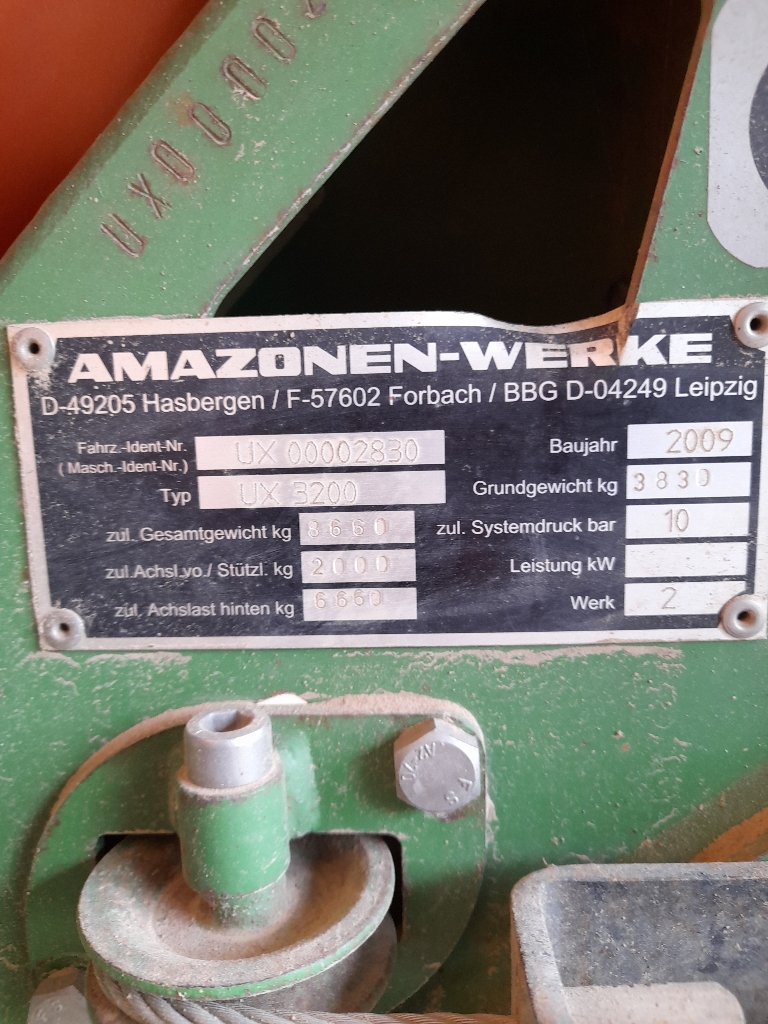 UX00002
AMAZONEN-WERKE
D-49205 Hasbergen / F-57602 Forbach / BBG D-04249 Leipzig
Fahrz.-Ident-Nr. UX 00002830
( Masch.-Ident-Nr.)
Typ UX 3200
zul. Gesamtgewicht kg 8660
zul.Achsl.vo./ Stützl. kg 2000
zul. Achslast hinten kg 6660
Baujahr 2009
Grundgewicht kg 3830
zul. Systemdruck bar 10
Leistung kW
Werk 2